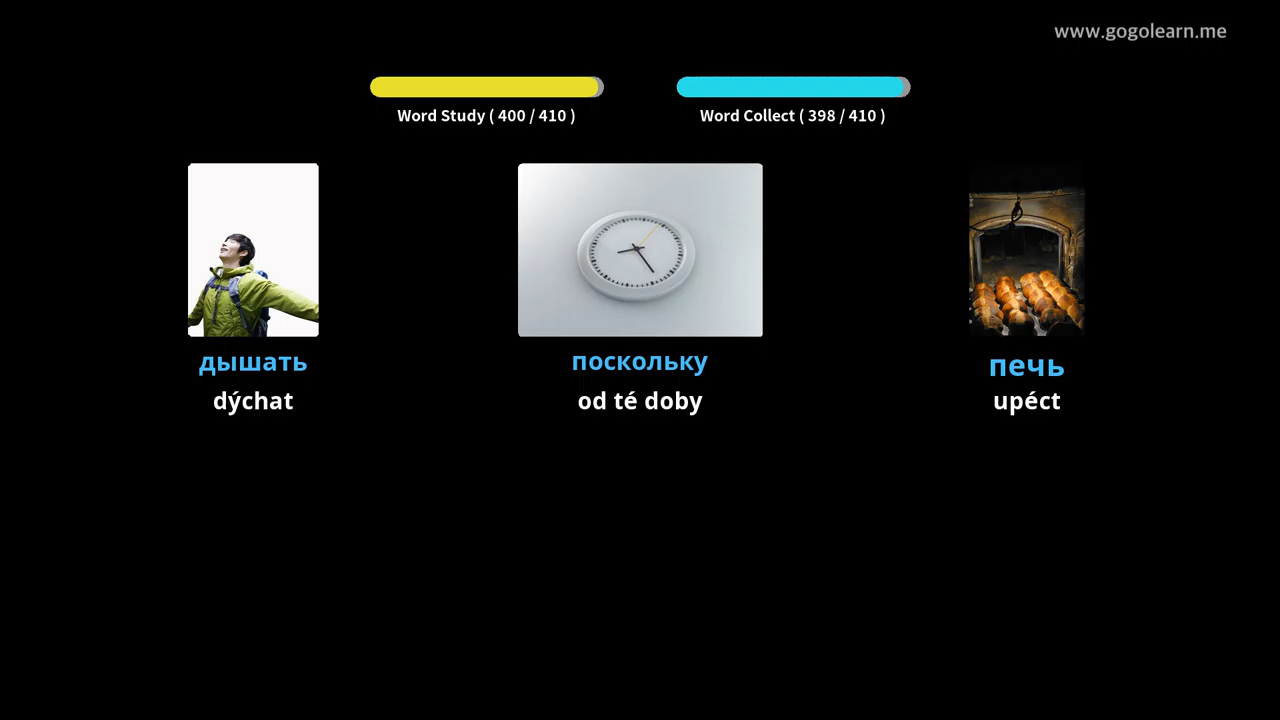 www.gogolearn.me
Word Study ( 400 / 410 )
Word Collect ( 398 / 410 )
дышать
dýchat
поскольку
od té doby
печь
upéct